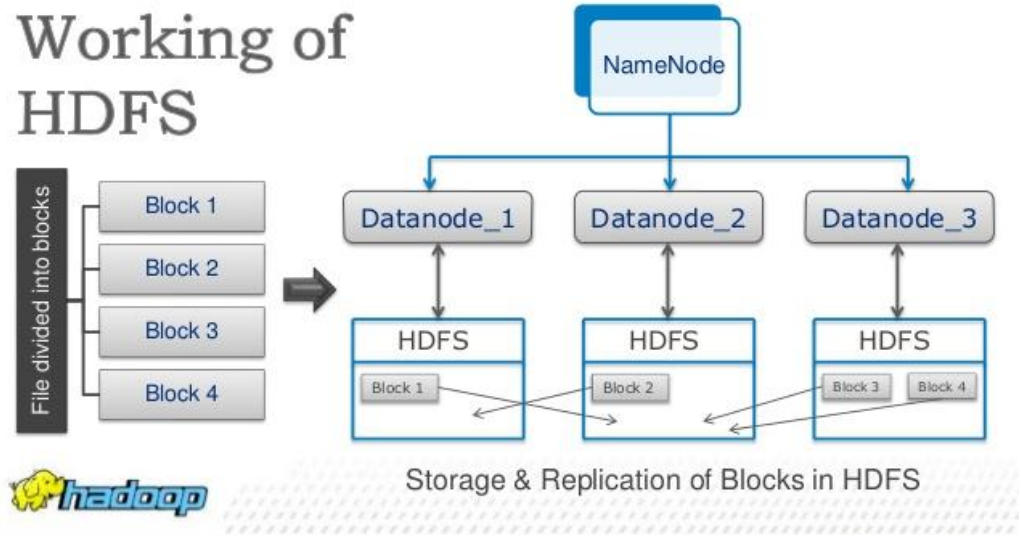 Working of
HDFS
NameNode
File divided into blocks
Block 1
Block 2
Block 3
Block 4
Datanode_1
Datanode_2
Datanode_3
HDFS
HDFS
HDFS
Block 1
Block 2
Block 3
Block 4
Storage & Replication of Blocks in HDFS
hadoop